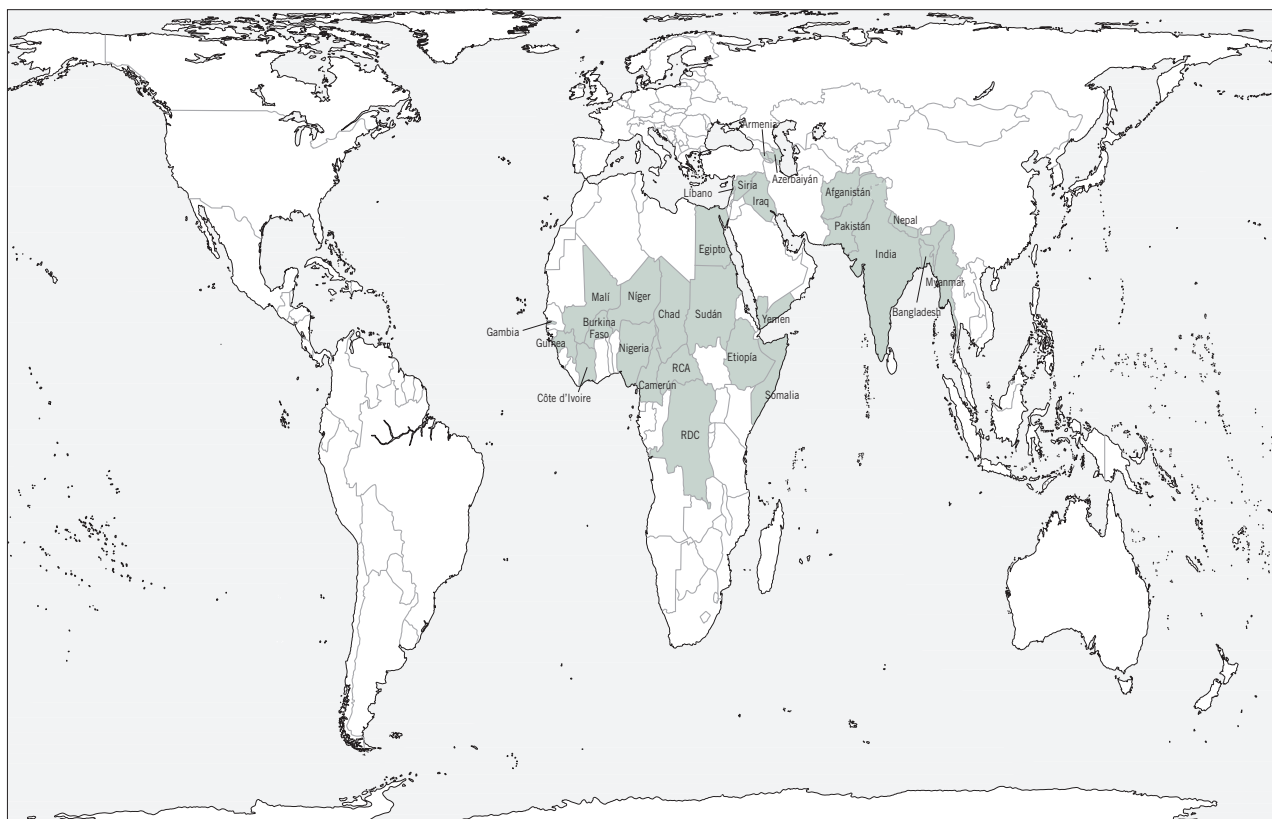 Armenia
Azerbaiyán
Líbano
Siria
Iraq
Afganistán
Pakistán
Nepal
India
Egipto
Myanmar
Bangladesh
Malí
Níger
Chad
Sudán
Yemen
Gambia
Guinea
Burkina
Faso
Nigeria
Etiopía
RCA
Camerún
Côte d'Ivoire
Somalia
RDC